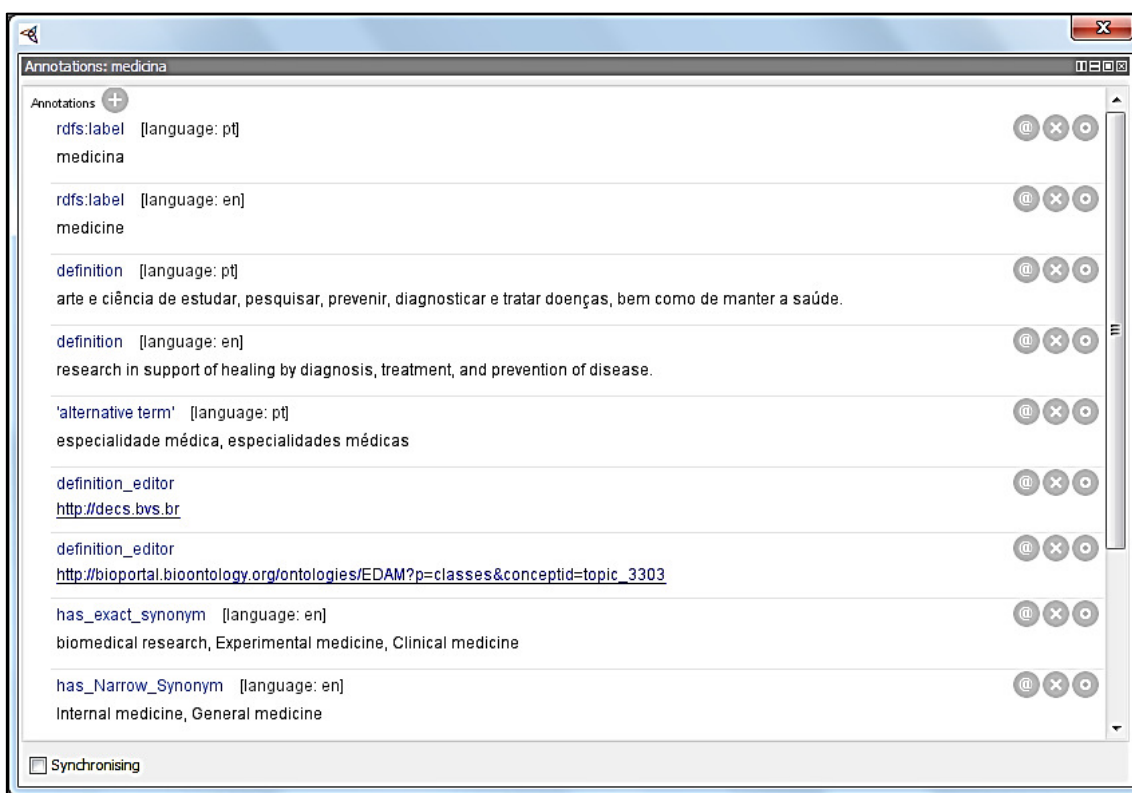 Annotations: medicina
Annotations
rdfs:label [language: pt]
medicina
rdfs:label [language: en]
medicine
definition [language: pt]
arte e ciência de estudar, pesquisar, prevenir, diagnosticar e tratar doenças, bem como de manter a saúde.
definition [language: en]
research in support of healing by diagnosis, treatment, and prevention of disease.
'alternative term' [language: pt]
especialidade médica, especialidades médicas
definition_editor
http://decs.bvs.br
definition_editor
http://bioportal.bioontology.org/ontologies/EDAM?p=classes&conceptid=topic_3303
has_exact_synonym [language: en]
biomedical research, Experimental medicine, Clinical medicine
has_Narrow_Synonym [language: en]
Internal medicine, General medicine
Synchronising